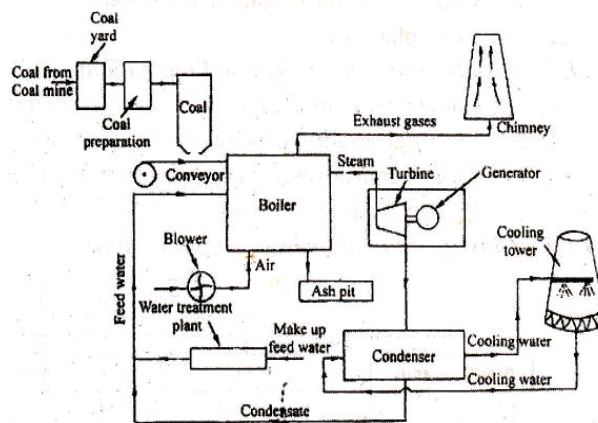 Coal
yard
Coal from
Coal mine
Coal
preparation
Coal
Exhaust gases
Chimney
Conveyor
Steam
Turbine
Generator
Boiler
Cooling
tower
Blower
Air
Ash pit
Feed water
Water treatment
plant
Make up
feed water
Condenser
Cooling water
Cooling water
Condensate